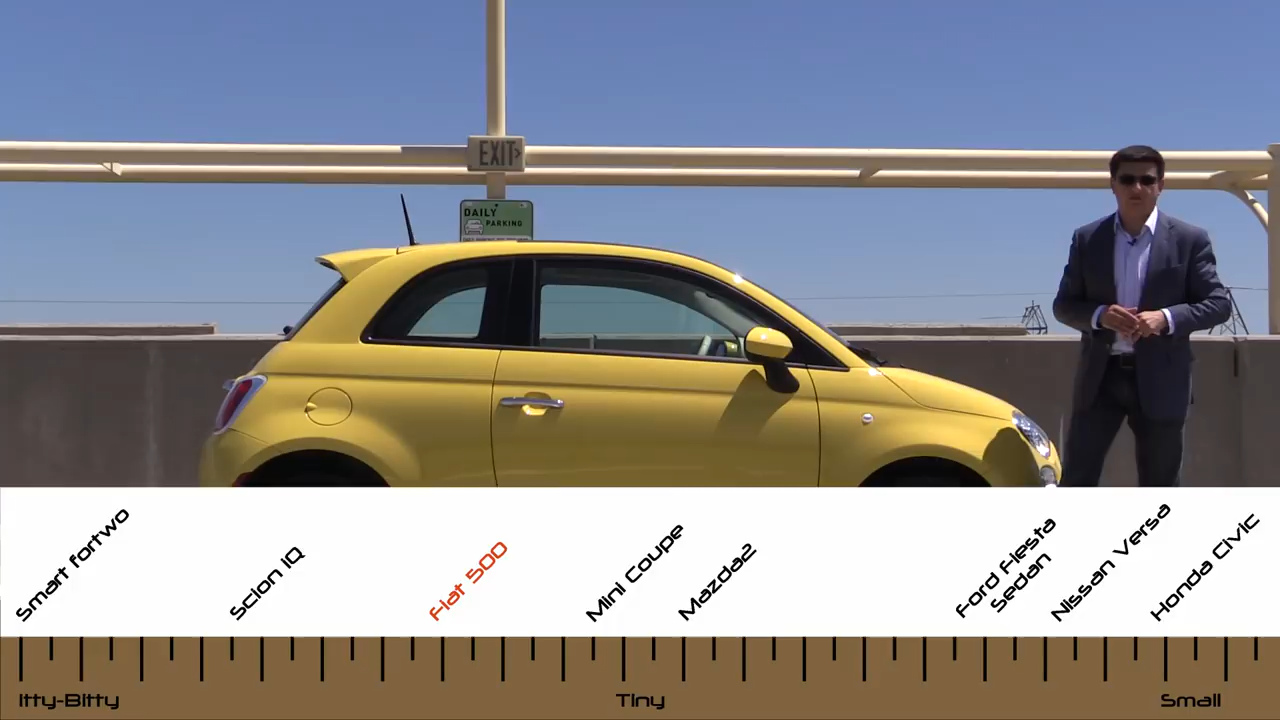 EXIT>
DAILY
PARKING
Smart fortwo
Scion IQ
Fiat 500
Mini Coupe
Mazda2
Ford Fiesta
Sedan
Nissan Versa
Honda Civic
Itty-Bitty
Tiny
Small